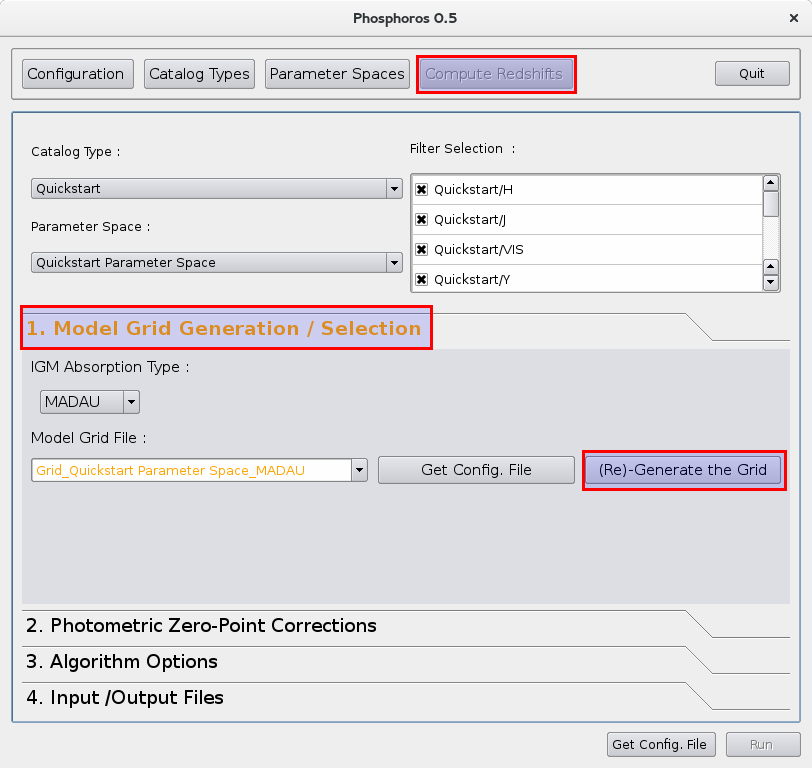 Phosphoros 0.5
Configuration
Catalog Types
Parameter Spaces
Compute Redshifts
Quit
Catalog Type :
Quickstart
Parameter Space :
Quickstart Parameter Space
Filter Selection :
Quickstart/H
Quickstart/J
Quickstart/VIS
Quickstart/Y
1. Model Grid Generation / Selection
IGM Absorption Type :
MADAU
Model Grid File :
Grid_Quickstart Parameter Space_MADAU
Get Config. File
(Re)-Generate the Grid
2. Photometric Zero-Point Corrections
3. Algorithm Options
4. Input /Output Files
Get Config. File
Run